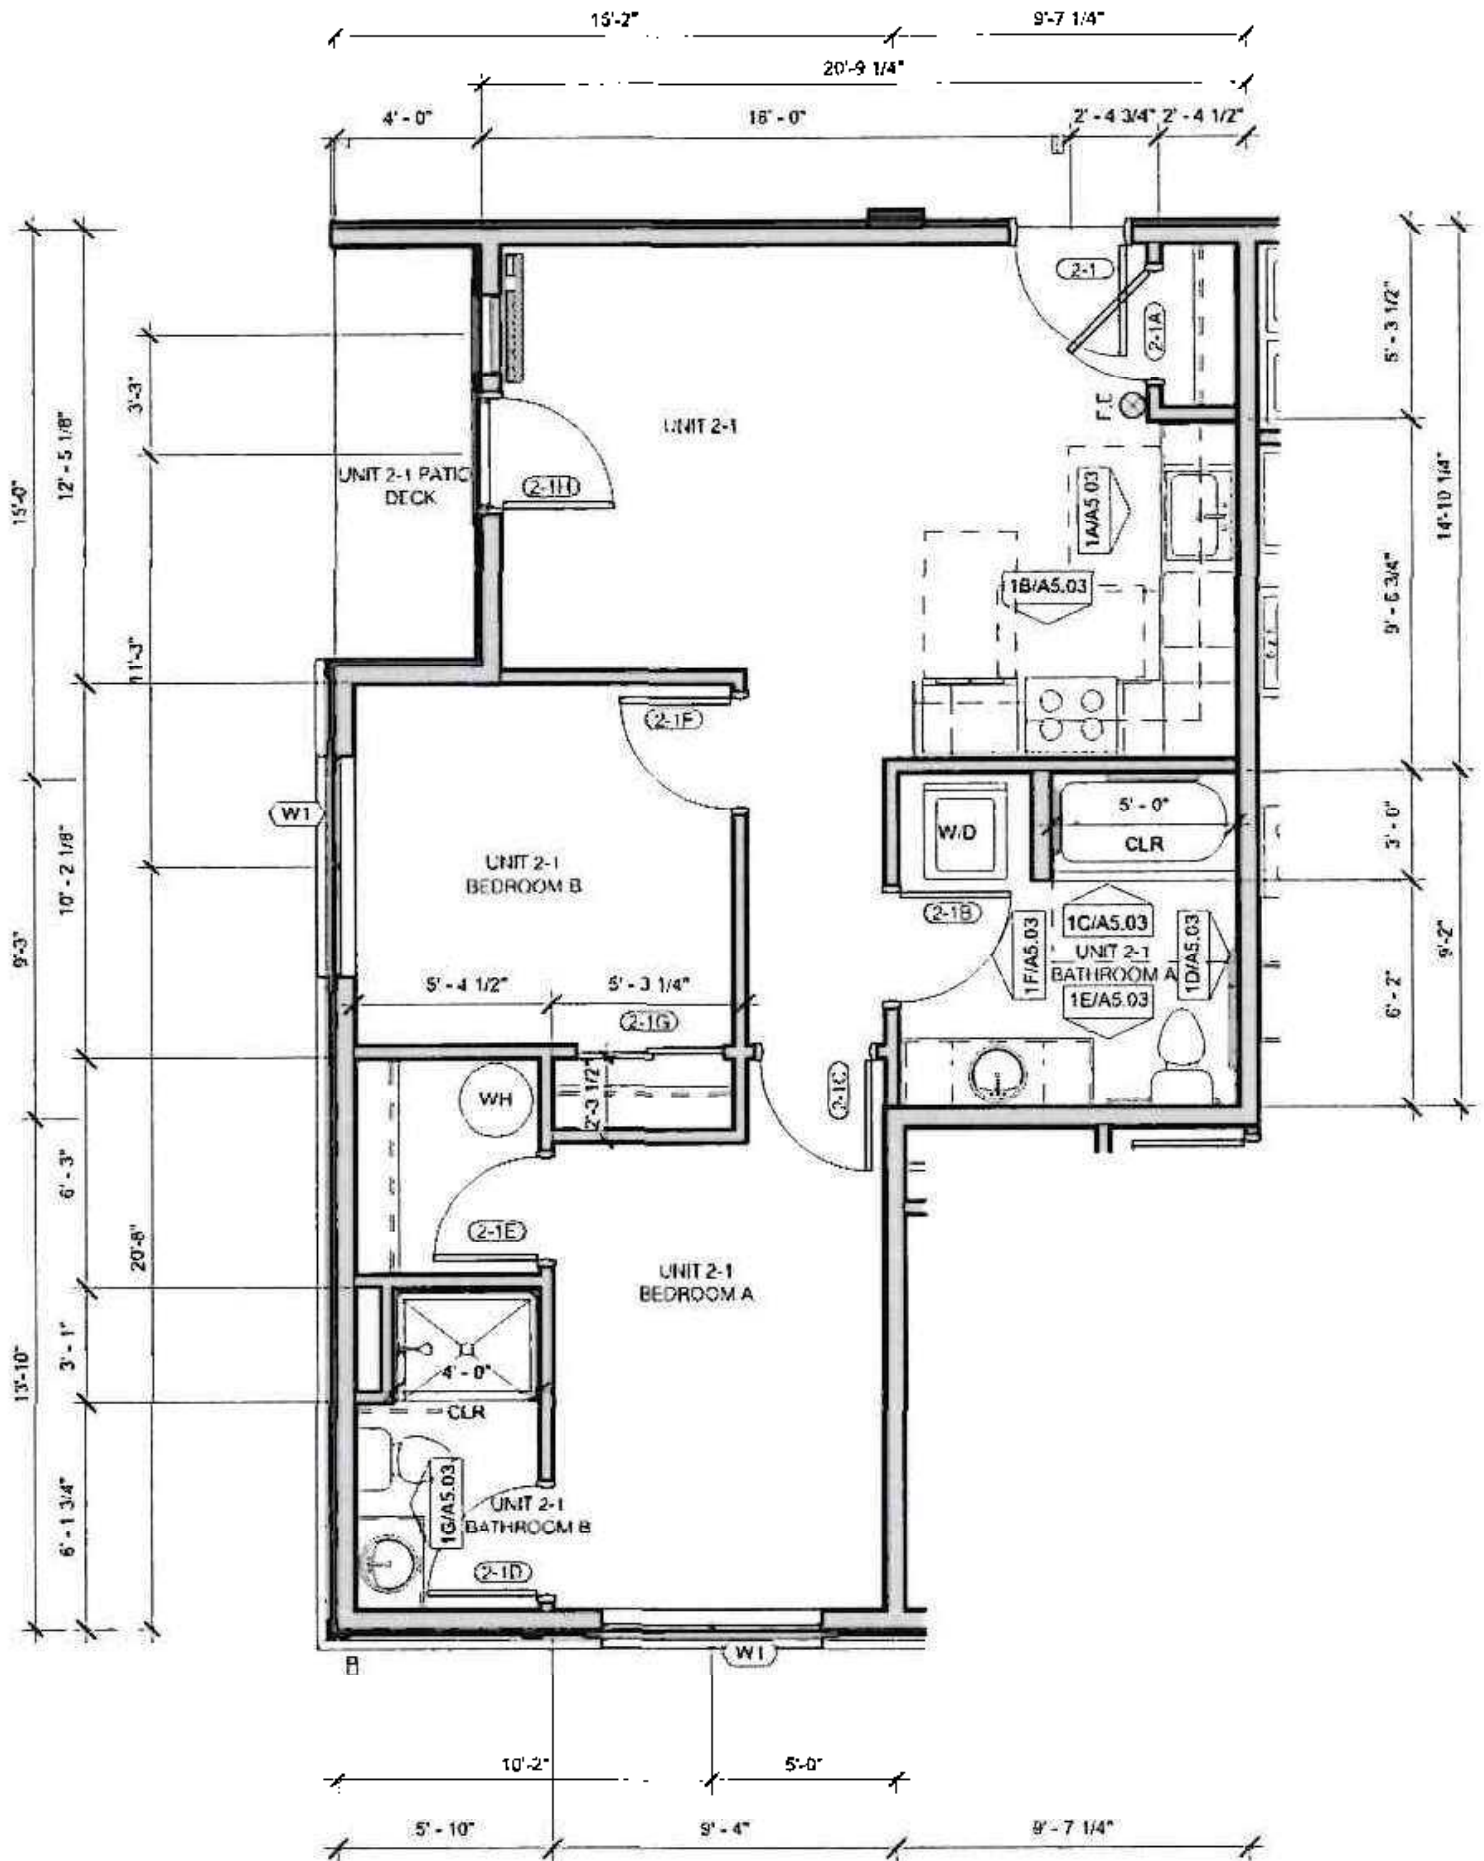 15'-2"
9'-7 1/4"
20'-9 1/4"
4' - 0"
16' - 0"
2' - 4 3/4"
2' - 4 1/2"
2-1
2-1A
5' - 3 1/2"
3'-3"
12' - 5 1/8"
15'-0"
UNIT 2-1
F.E
UNIT 2-1 PATIO
DECK
2-1H
1A/A5.03
14'-10 1/4"
1B/A5.03
9' - 6 3/4"
11'-3"
2-1F
W1
5' - 0"
W/D
CLR
3' - 0"
10' - 2 1/8"
UNIT 2-1
BEDROOM B
2-1B
1C/A5.03
1F/A5.03
1D/A5.03
UNIT 2-1
BATHROOM A
1E/A5.03
9'-3"
9'-2"
5' - 4 1/2"
5' - 3 1/4"
6' - 2"
2-1G
2-1C
WH
2'-3 1/2"
6' - 3"
2-1E
20'-8"
UNIT 2-1
BEDROOM A
3' - 1"
13'-10"
4' - 0"
CLR
1G/A5.03
6' - 1 3/4"
UNIT 2-1
BATHROOM B
2-1D
W1
10'-2"
5'-0"
5' - 10"
9' - 4"
9' - 7 1/4"